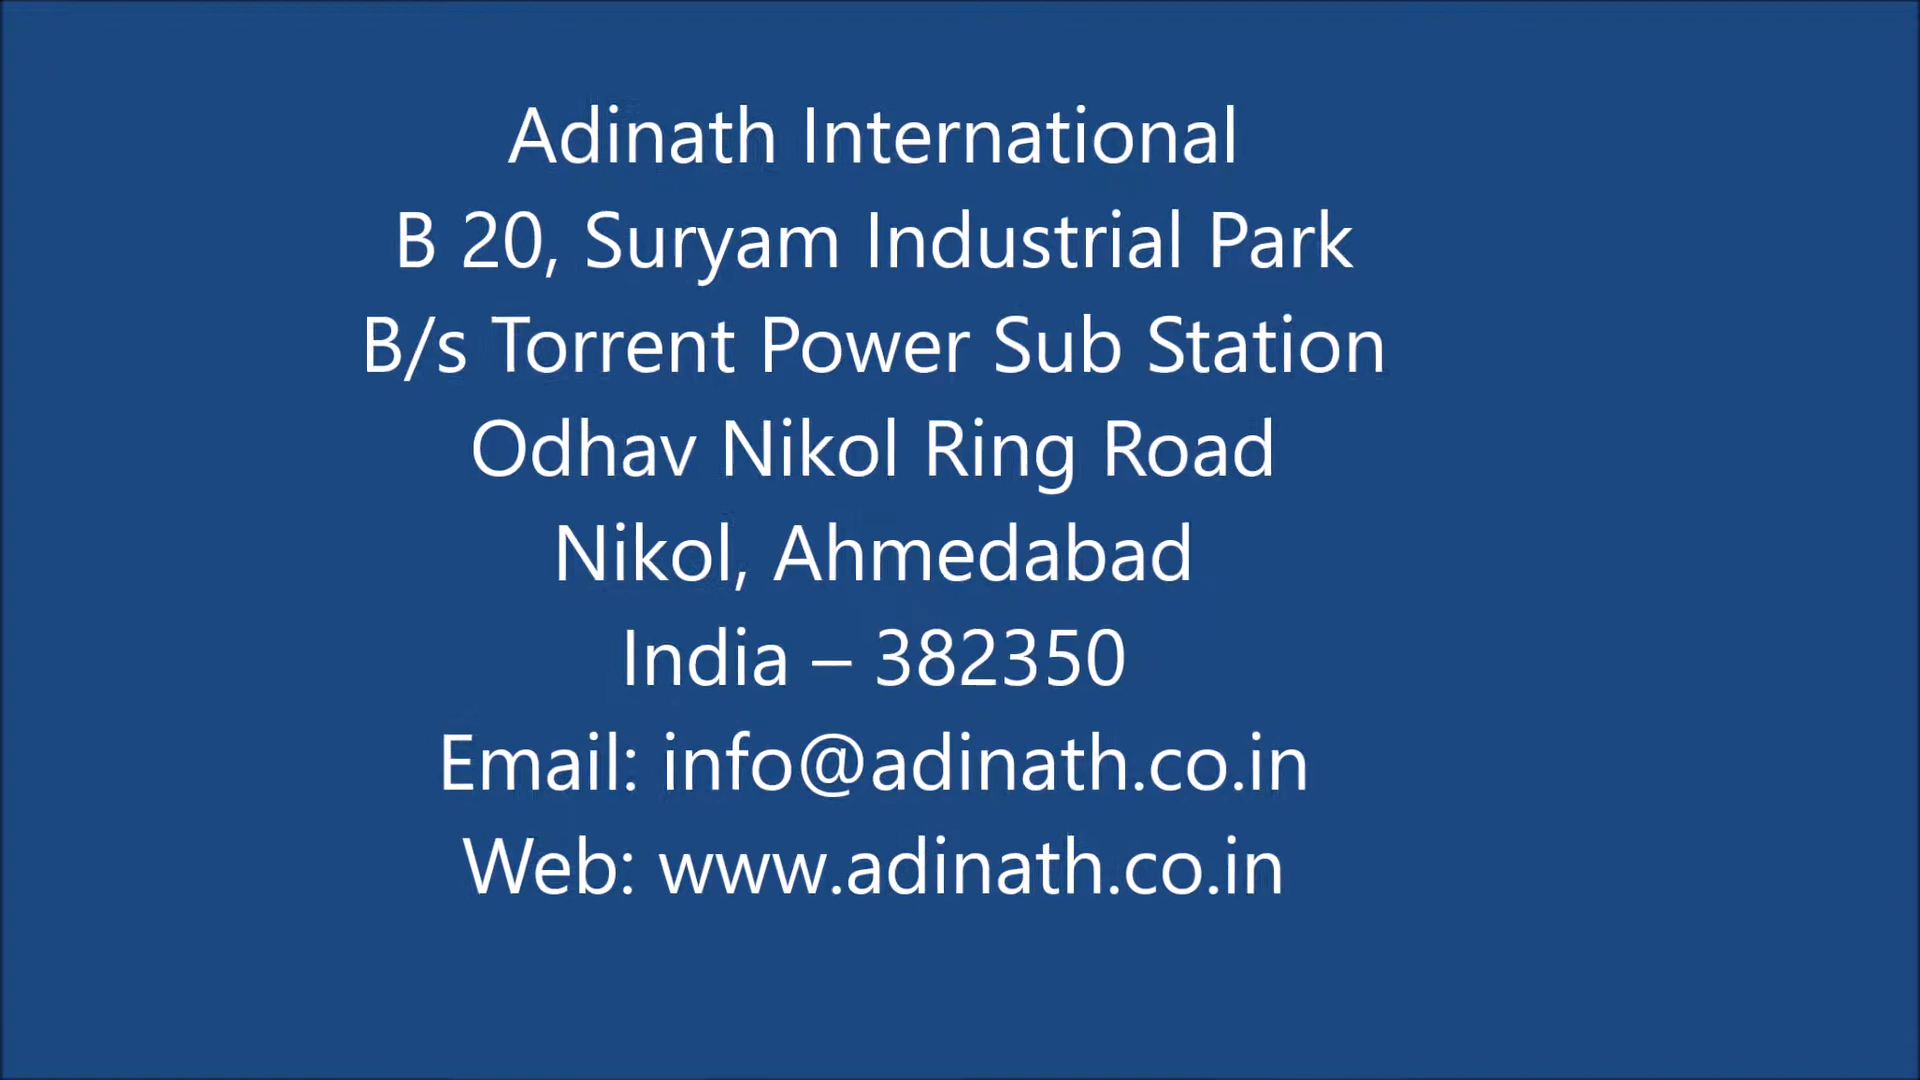 Adinath International
B 20, Suryam Industrial Park
B/s Torrent Power Sub Station
Odhav Nikol Ring Road
Nikol, Ahmedabad
India – 382350
Email: info@adinath.co.in
Web: www.adinath.co.in